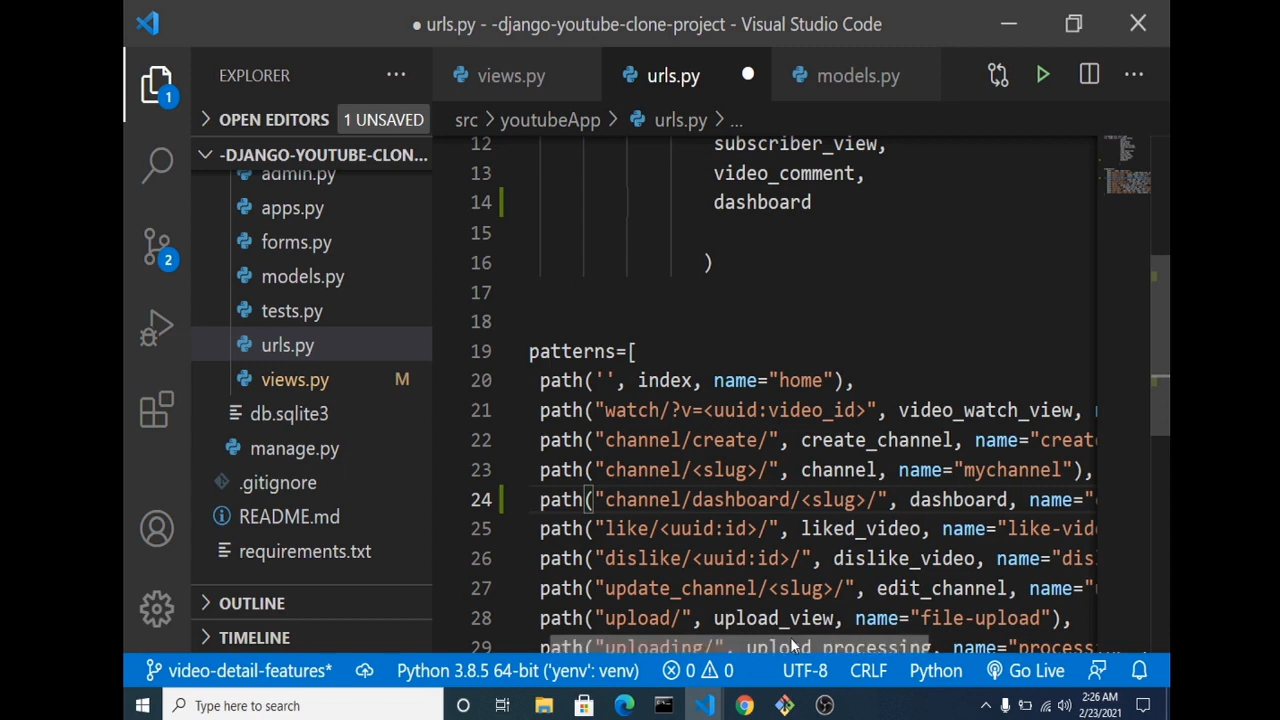 ● urls.py - -django-youtube-clone-project - Visual Studio Code
EXPLORER
views.py
urls.py
models.py
OPEN EDITORS
1 UNSAVED
src > youtubeApp > urls.py > ...
-DJANGO-YOUTUBE-CLON...
admin.py
apps.py
forms.py
models.py
tests.py
urls.py
views.py M
db.sqlite3
manage.py
.gitignore
README.md
requirements.txt
OUTLINE
TIMELINE
1
2
12 subscriber_view,
13 video_comment,
14 dashboard
15
16 )
17
18
19 patterns=[
20 path('', index, name="home"),
21 path("watch/?v=<uuid:video_id>", video_watch_view,
22 path("channel/create/", create_channel, name="create
23 path("channel/<slug>/", channel, name="mychannel"),
24 path("channel/dashboard/<slug>/", dashboard, name="
25 path("like/<uuid:id>/", liked_video, name="like-vid
26 path("dislike/<uuid:id>/", dislike_video, name="dis
27 path("update_channel/<slug>/", edit_channel, name="
28 path("upload/", upload_view, name="file-upload"),
29 path("uploading/", upload_processing, name="process
video-detail-features* Python 3.8.5 64-bit ('yenv': venv) 0 0 UTF-8 CRLF Python Go Live
Type here to search
2:26 AM
2/23/2021